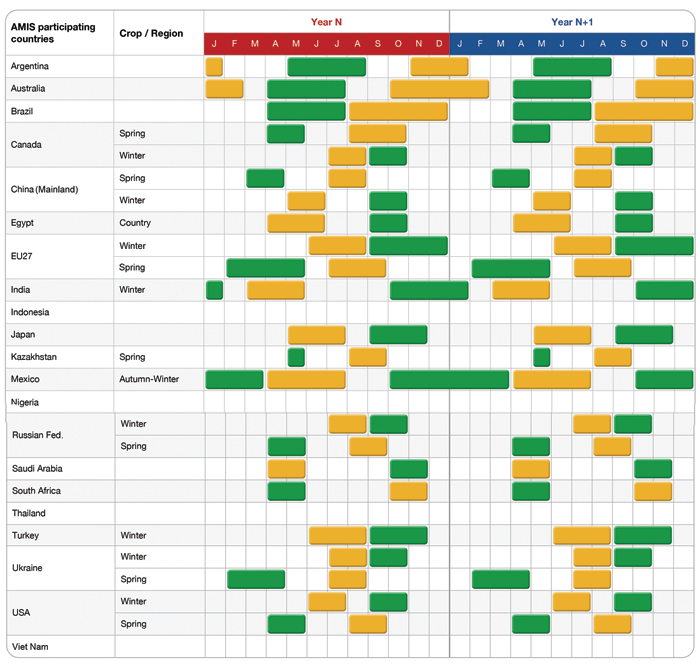 AMIS participating countries
Crop / Region
Year N
Year N+1
J F M A M J J A S O N D J F M A M J J A S O N D
Argentina
Australia
Brazil
Canada
Spring
Winter
China (Mainland)
Spring
Winter
Egypt Country
EU27
Winter
Spring
India Winter
Indonesia
Japan
Kazakhstan Spring
Mexico Autumn-Winter
Nigeria
Russian Fed.
Winter
Spring
Saudi Arabia
South Africa
Thailand
Turkey Winter
Ukraine
Winter
Spring
USA
Winter
Spring
Viet Nam